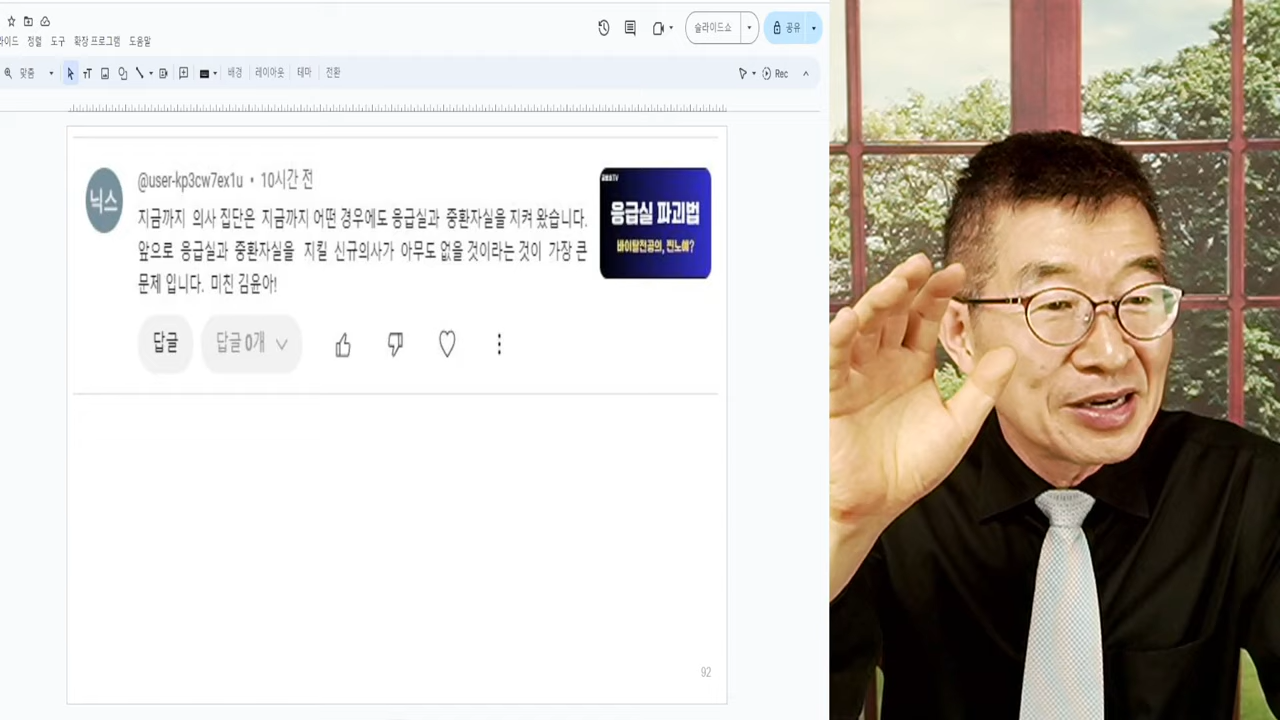 라이드 정렬 도구 확장 프로그램 도움말
슬라이드쇼
공유
맞춤
배경 레이아웃 테마 전환
Rec
닉스
@user-kp3cw7ex1u • 10시간 전
지금까지 의사 집단은 지금까지 어떤 경우에도 응급실과 중환자실을 지켜 왔습니다.
앞으로 응급실과 중환자실을 지킬 신규의사가 아무도 없을 것이라는 것이 가장 큰
문제 입니다. 미친 김윤아!
응급실 파괴법
바이탈전공의, 찐노예?
답글
답글 0개
92